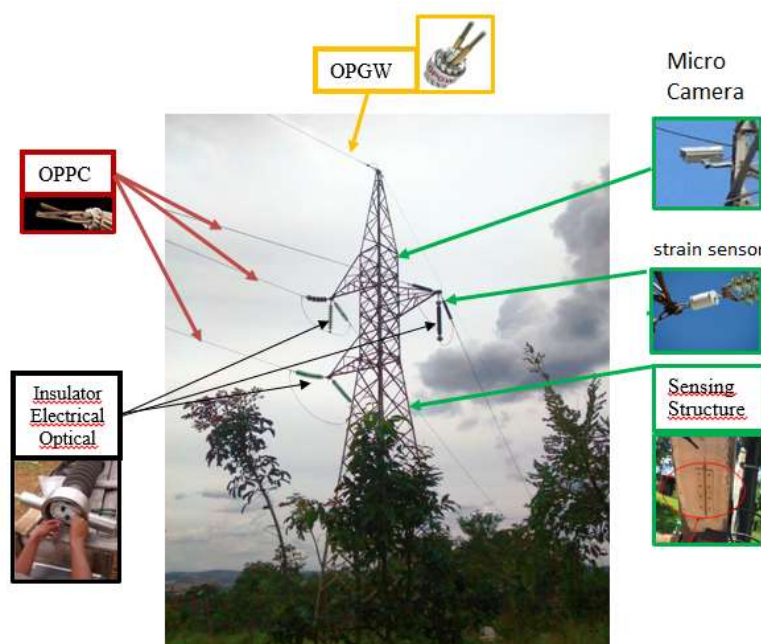 OPGW
Micro
Camera
OPPC
strain sensor
Insulator
Electrical
Optical
Sensing
Structure